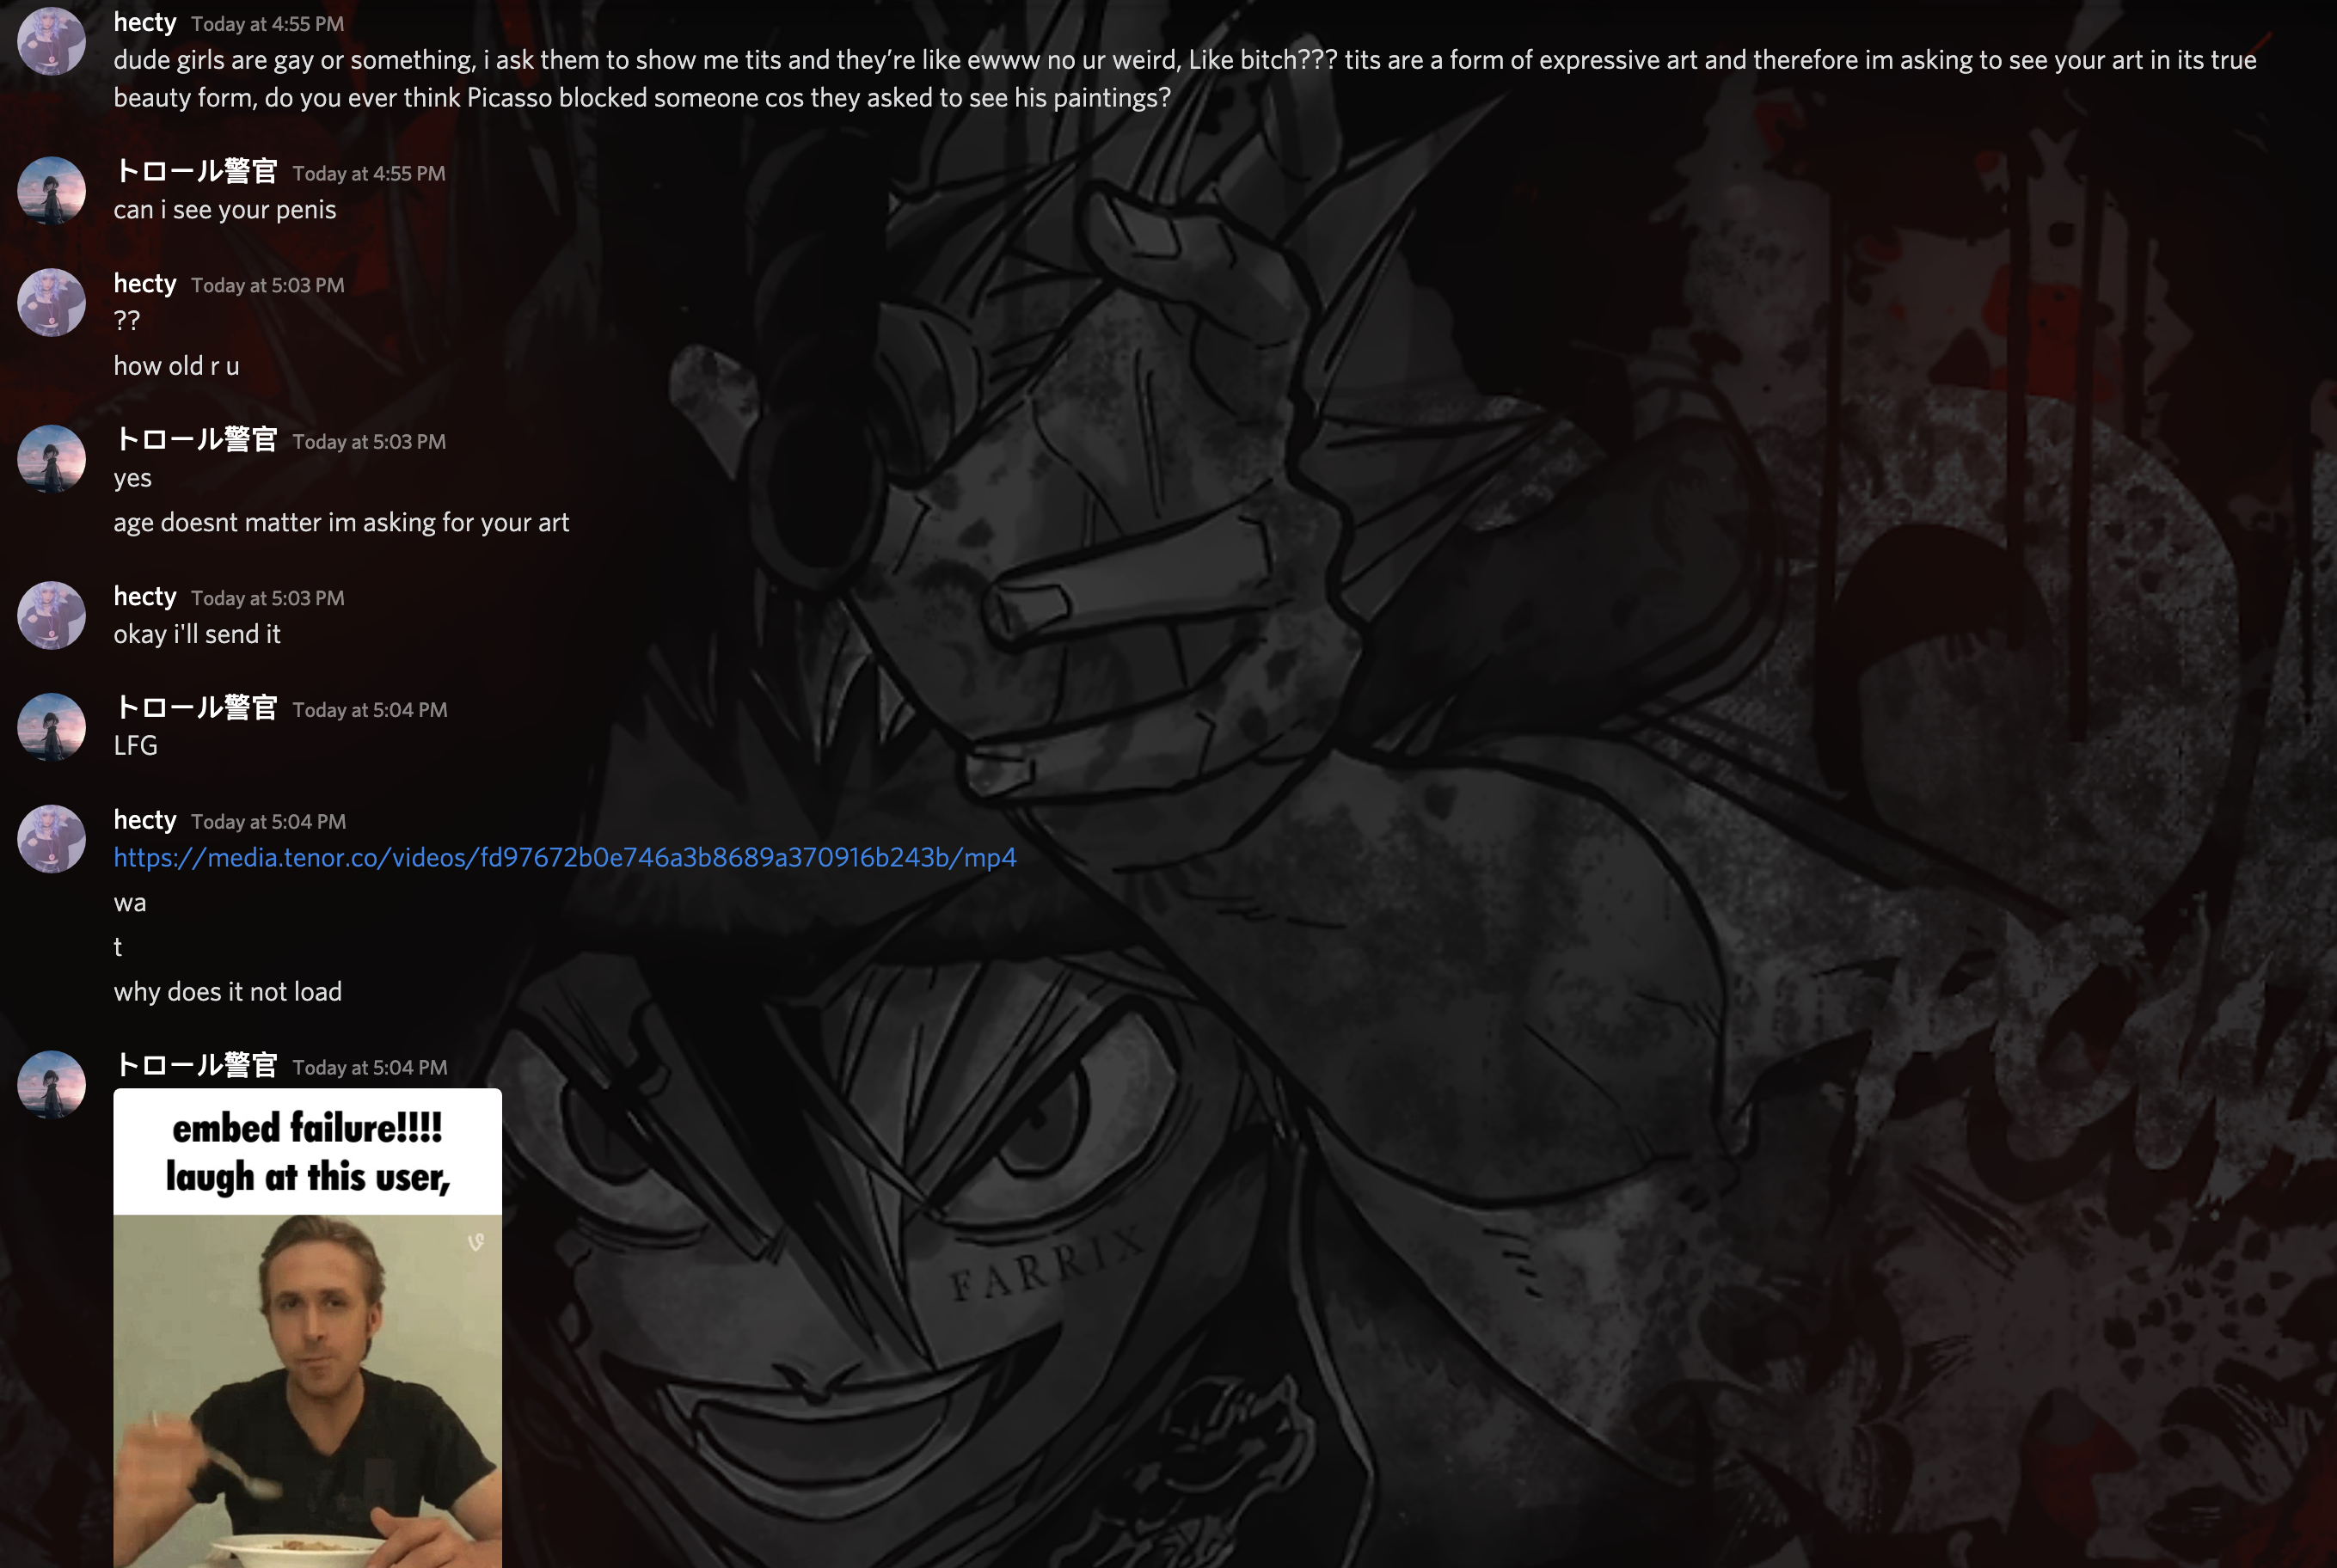 hecty Today at 4:55 PM
dude girls are gay or something, i ask them to show me tits and they’re like ewww no ur weird, Like bitch??? tits are a form of expressive art and therefore im asking to see your art in its true
beauty form, do you ever think Picasso blocked someone cos they asked to see his paintings?
トロール警官 Today at 4:55 PM
can i see your penis
hecty Today at 5:03 PM
??
how old r u
トロール警官 Today at 5:03 PM
yes
age doesnt matter im asking for your art
hecty Today at 5:03 PM
okay i'll send it
トロール警官 Today at 5:04 PM
LFG
hecty Today at 5:04 PM
https://media.tenor.co/videos/fd97672b0e746a3b8689a370916b243b/mp4
wa
t
why does it not load
トロール警官 Today at 5:04 PM
embed failure!!!!
laugh at this user,
FARRIX